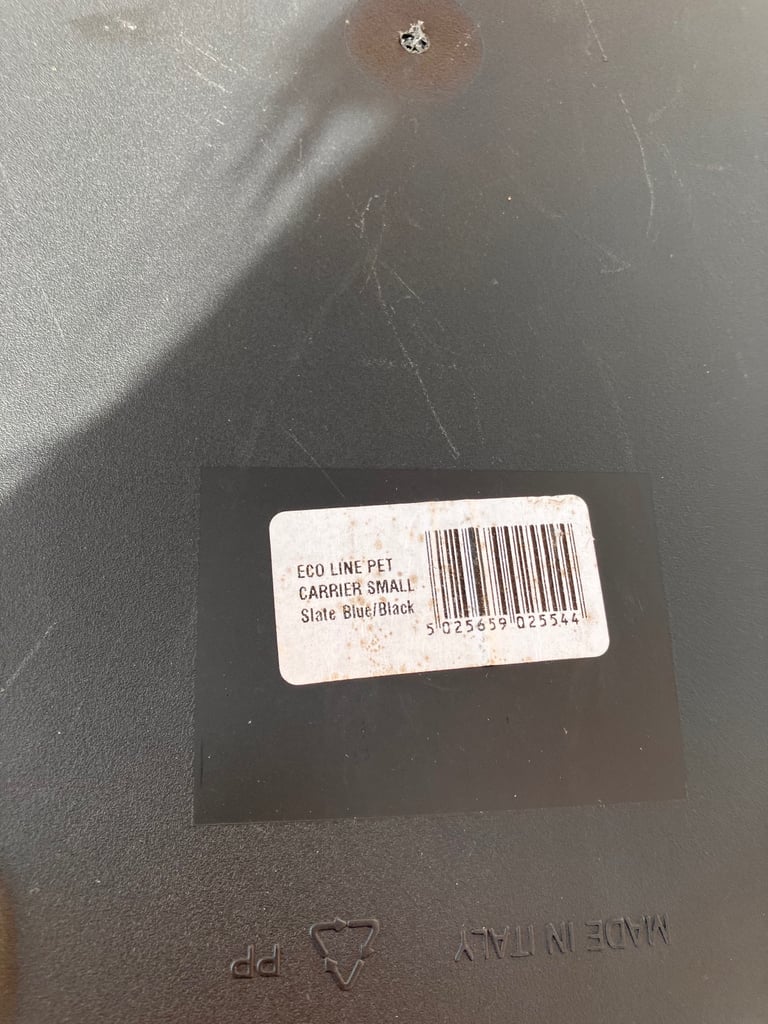 ECO LINE PET
CARRIER SMALL
Slate Blue/Black
5 025659 025544
MADE IN ITALY
PP